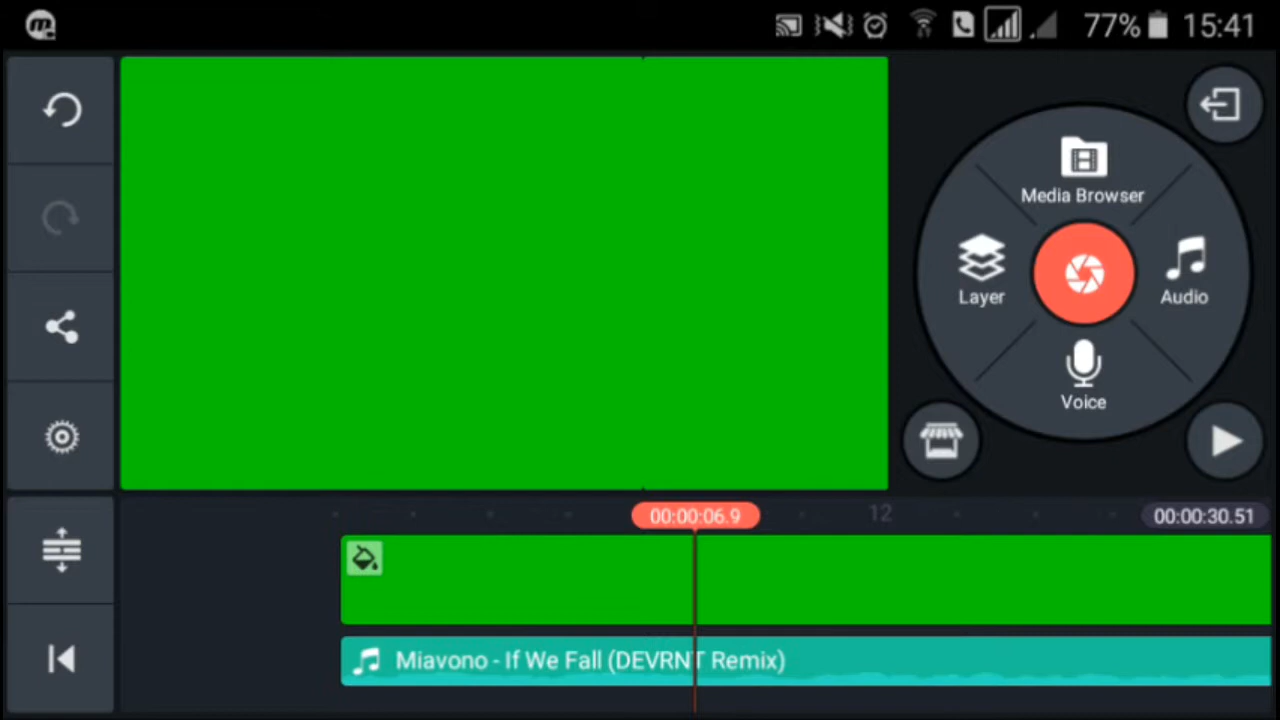 77% 15:41
Media Browser
Layer
Audio
Voice
00:00:06.9
12
00:00:30.51
Miavono - If We Fall (DEVRNT Remix)